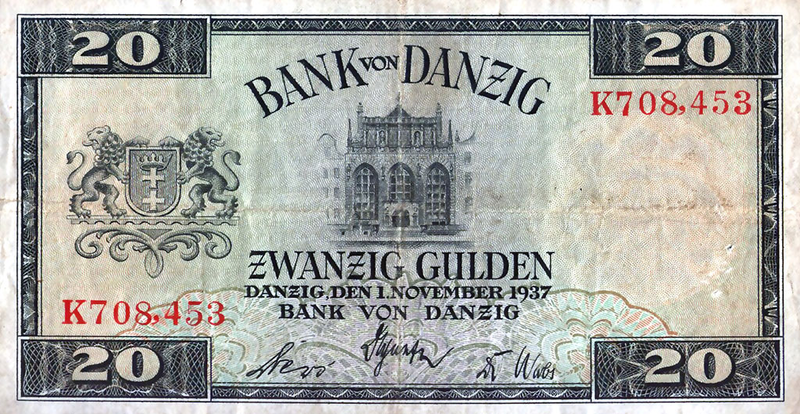 20 20
BANK VON DANZIG
K708,453
ZWANZIG GULDEN
DANZIG, DEN 1. NOVEMBER 1937
BANK VON DANZIG
K708,453
20 20